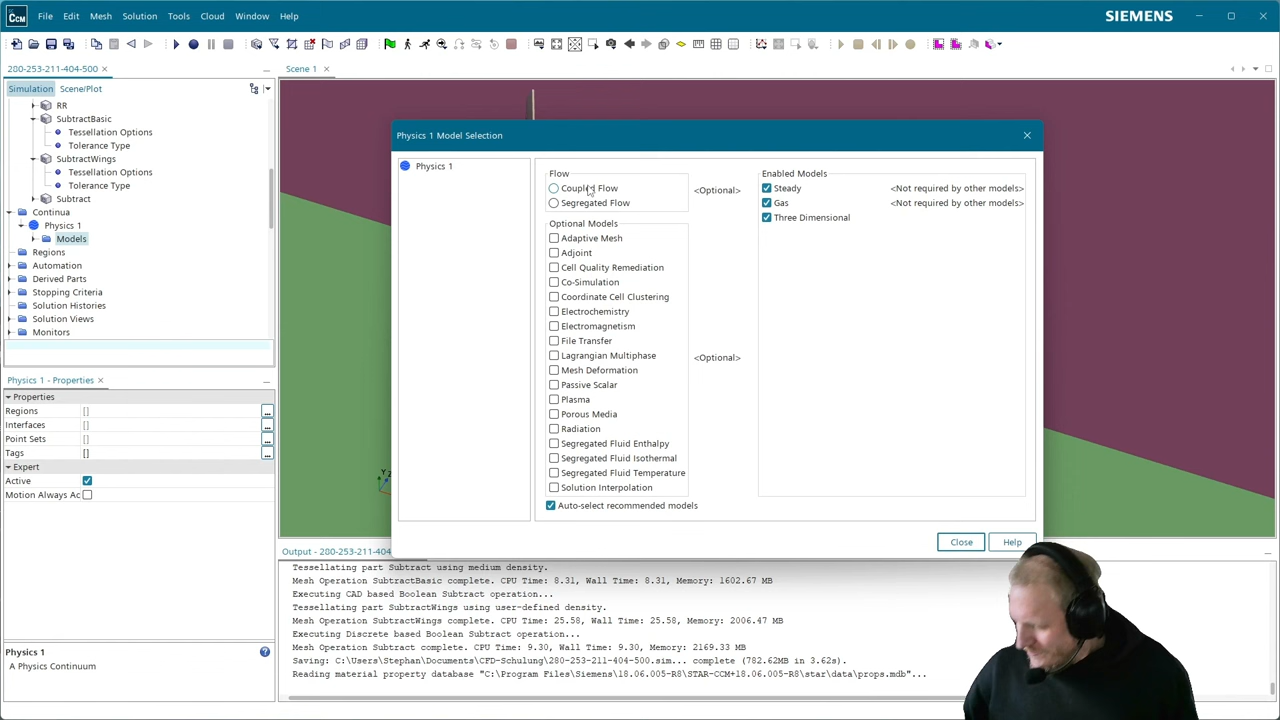 CCM File Edit Mesh Solution Tools Cloud Window Help SIEMENS
280-253-211-404-500 Scene 1
Simulation Scene/Plot
RR
SubtractBasic
Tessellation Options
Tolerance Type
SubtractWings
Tessellation Options
Tolerance Type
Subtract
Continua
Physics 1
Models
Regions
Automation
Derived Parts
Stopping Criteria
Solution Histories
Solution Views
Monitors
Physics 1 - Properties
Properties
Regions []
Interfaces []
Point Sets []
Tags []
Expert
Active
Motion Always Ac
Physics 1
A Physics Continuum
Physics 1 Model Selection
Physics 1
Flow
Coupled Flow
Segregated Flow
<Optional>
Optional Models
Adaptive Mesh
Adjoint
Cell Quality Remediation
Co-Simulation
Coordinate Cell Clustering
Electrochemistry
Electromagnetism
File Transfer
Lagrangian Multiphase
Mesh Deformation
Passive Scalar
Plasma
Porous Media
Radiation
Segregated Fluid Enthalpy
Segregated Fluid Isothermal
Segregated Fluid Temperature
Solution Interpolation
<Optional>
Auto-select recommended models
Enabled Models
Steady <Not required by other models>
Gas <Not required by other models>
Three Dimensional
Close Help
Output - 280-253-211-404
Tessellating part Subtract using medium density.
Mesh Operation SubtractBasic complete. CPU Time: 8.31, Wall Time: 8.31, Memory: 1602.67 MB
Executing CAD based Boolean Subtract operation...
Tessellating part SubtractWings using user-defined density.
Mesh Operation SubtractWings complete. CPU Time: 25.58, Wall Time: 25.58, Memory: 2006.47 MB
Executing Discrete based Boolean Subtract operation...
Mesh Operation Subtract complete. CPU Time: 9.30, Wall Time: 9.30, Memory: 2169.33 MB
Saving: C:\Users\Stephan\Documents\CFD-Schulung\280-253-211-404-500.sim... complete (782.62MB in 3.62s).
Reading material property database "C:\Program Files\Siemens\18.06.005-R8\STAR-CCM+18.06.005-R8\star\data\props.mdb"...